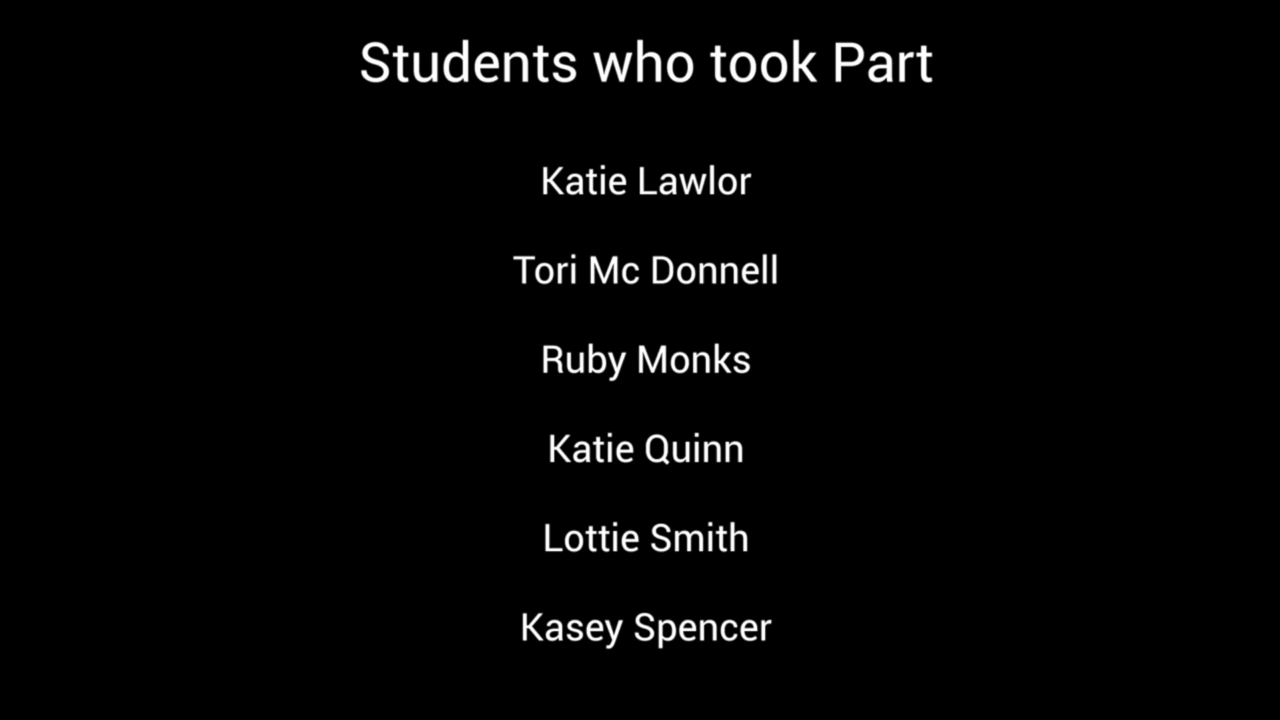 Students who took Part
Katie Lawlor
Tori Mc Donnell
Ruby Monks
Katie Quinn
Lottie Smith
Kasey Spencer